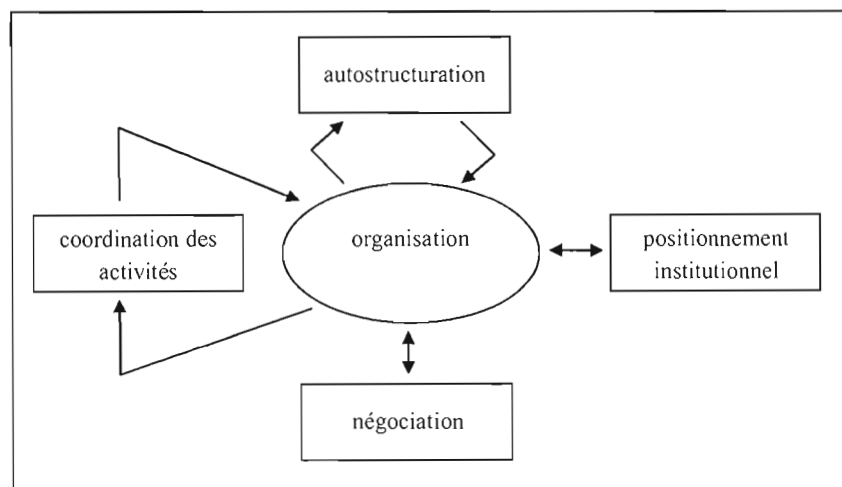 autostructuration
coordination des
activités
organisation
positionnement
institutionnel
négociation